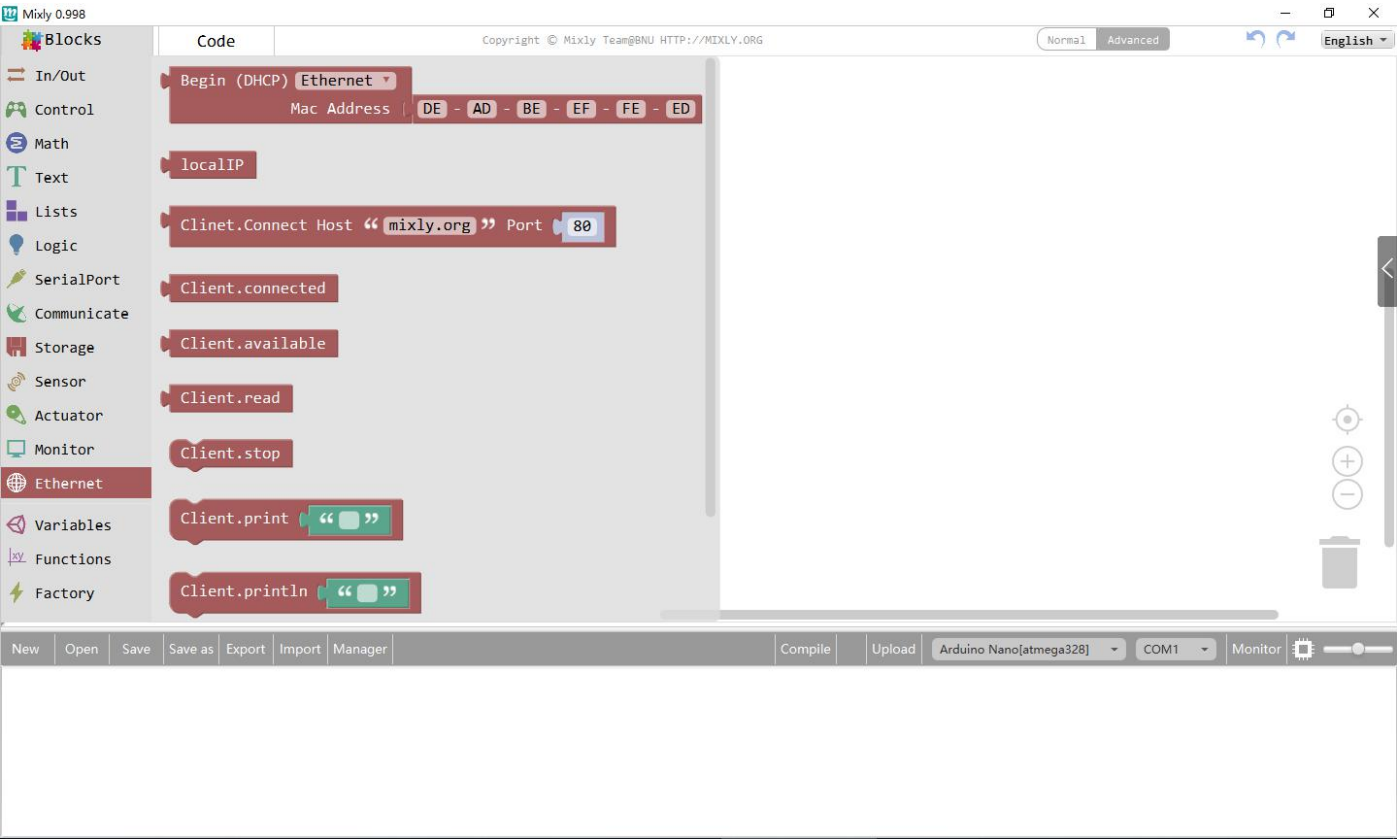 Mixly 0.998
Blocks
Code
Copyright © Mixly Team@BNU HTTP://MIXLY.ORG
Normal Advanced
English
In/Out
Control
Math
Text
Lists
Logic
SerialPort
Communicate
Storage
Sensor
Actuator
Monitor
Ethernet
Variables
Functions
Factory
Begin (DHCP) Ethernet
Mac Address DE - AD - BE - EF - FE - ED
localIP
Clinet.Connect Host “ mixly.org ” Port 80
Client.connected
Client.available
Client.read
Client.stop
Client.print “ ”
Client.println “ ”
New Open Save Save as Export Import Manager Compile Upload Arduino Nano[atmega328] COM1 Monitor